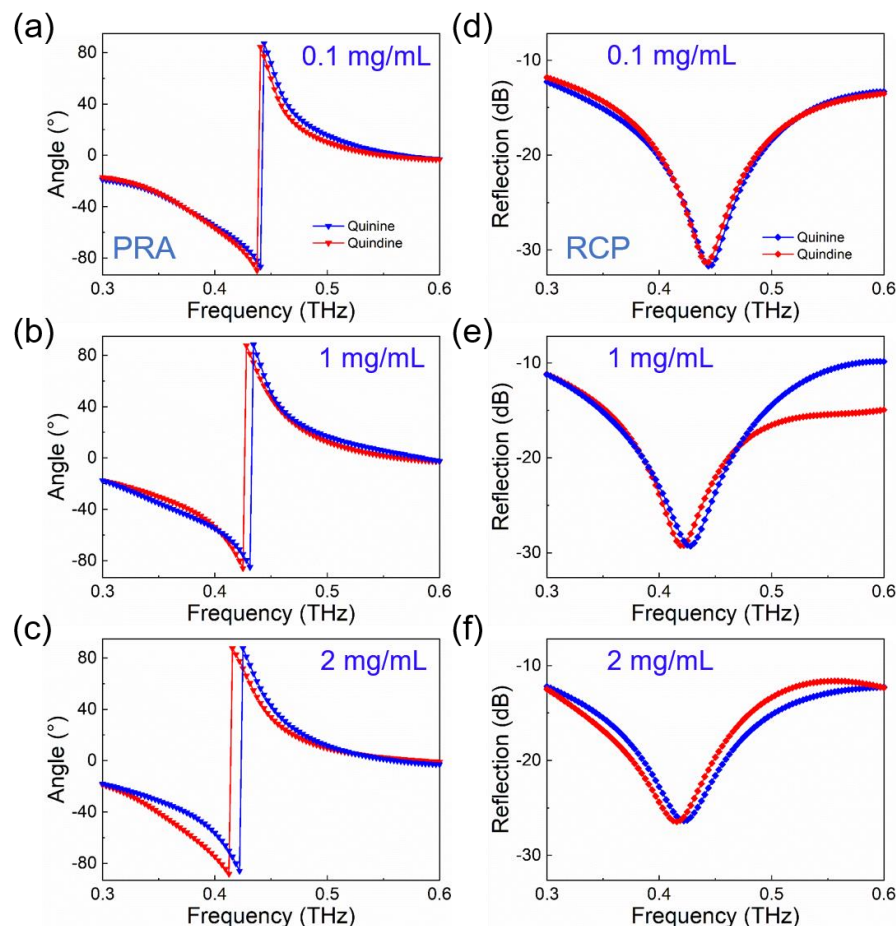 (a)
0.1 mg/mL
80
40
0
-40
-80
Angle (°)
PRA
Quinine
Quindine
0.3
0.4
0.5
0.6
Frequency (THz)
(d)
0.1 mg/mL
-10
-20
-30
Reflection (dB)
RCP
Quinine
Quindine
0.3
0.4
0.5
0.6
Frequency (THz)
(b)
1 mg/mL
80
40
0
-40
-80
Angle (°)
0.3
0.4
0.5
0.6
Frequency (THz)
(e)
1 mg/mL
-10
-20
-30
Reflection (dB)
0.3
0.4
0.5
0.6
Frequency (THz)
(c)
2 mg/mL
80
40
0
-40
-80
Angle (°)
0.3
0.4
0.5
0.6
Frequency (THz)
(f)
2 mg/mL
-10
-20
-30
Reflection (dB)
0.3
0.4
0.5
0.6
Frequency (THz)